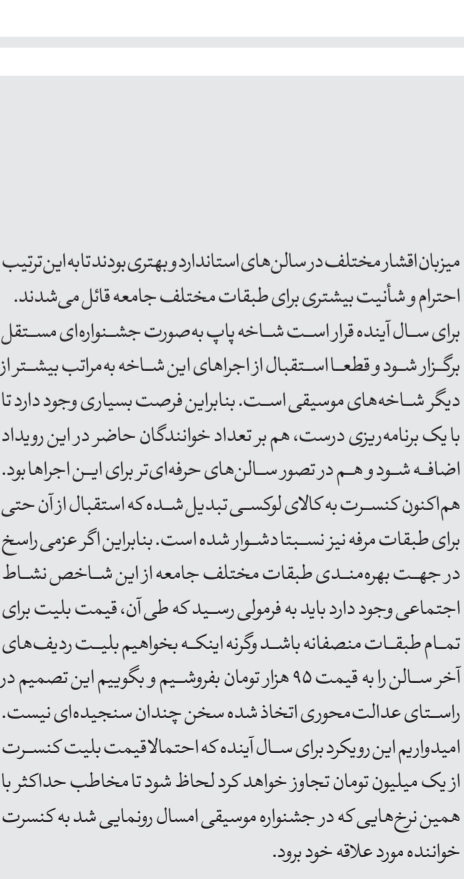 میزبان اقشار مختلف در سالن‌های استاندارد و بهتری بودند تا به این ترتیب
احترام و شأنیت بیشتری برای طبقات مختلف جامعه قائل می‌شدند.
برای سال آینده قرار است شاخه پاپ به‌صورت جشنواره‌ای مستقل
برگزار شود و قطعا استقبال از اجراهای این شاخه به‌مراتب بیشتر از
دیگر شاخه‌های موسیقی است. بنابراین فرصت بسیاری وجود دارد تا
با یک برنامه‌ریزی درست، هم بر تعداد خوانندگان حاضر در این رویداد
اضافه شود و هم در تصور سالن‌های حرفه‌ای‌تر برای این اجراها بود.
هم‌اکنون کنسرت به کالای لوکسی تبدیل شده که استقبال از آن حتی
برای طبقات مرفه نیز نسبتا دشوار شده است. بنابراین اگر عزمی راسخ
در جهت بهره‌مندی طبقات مختلف جامعه از این شاخص نشاط
اجتماعی وجود دارد باید به فرمولی رسید که طی آن، قیمت بلیت برای
تمام طبقات منصفانه باشد وگرنه اینکه بخواهیم بلیت ردیف‌های
آخر سالن را به قیمت ۹۵ هزار تومان بفروشیم و بگوییم این تصمیم در
راستای عدالت‌محوری اتخاذ شده سخن چندان سنجیده‌ای نیست.
امیدواریم این رویکرد برای سال آینده که احتمالا قیمت بلیت کنسرت
از یک میلیون تومان تجاوز خواهد کرد لحاظ شود تا مخاطب حداکثر با
همین نرخ‌هایی که در جشنواره موسیقی امسال رونمایی شد به کنسرت
خواننده مورد علاقه خود برود.